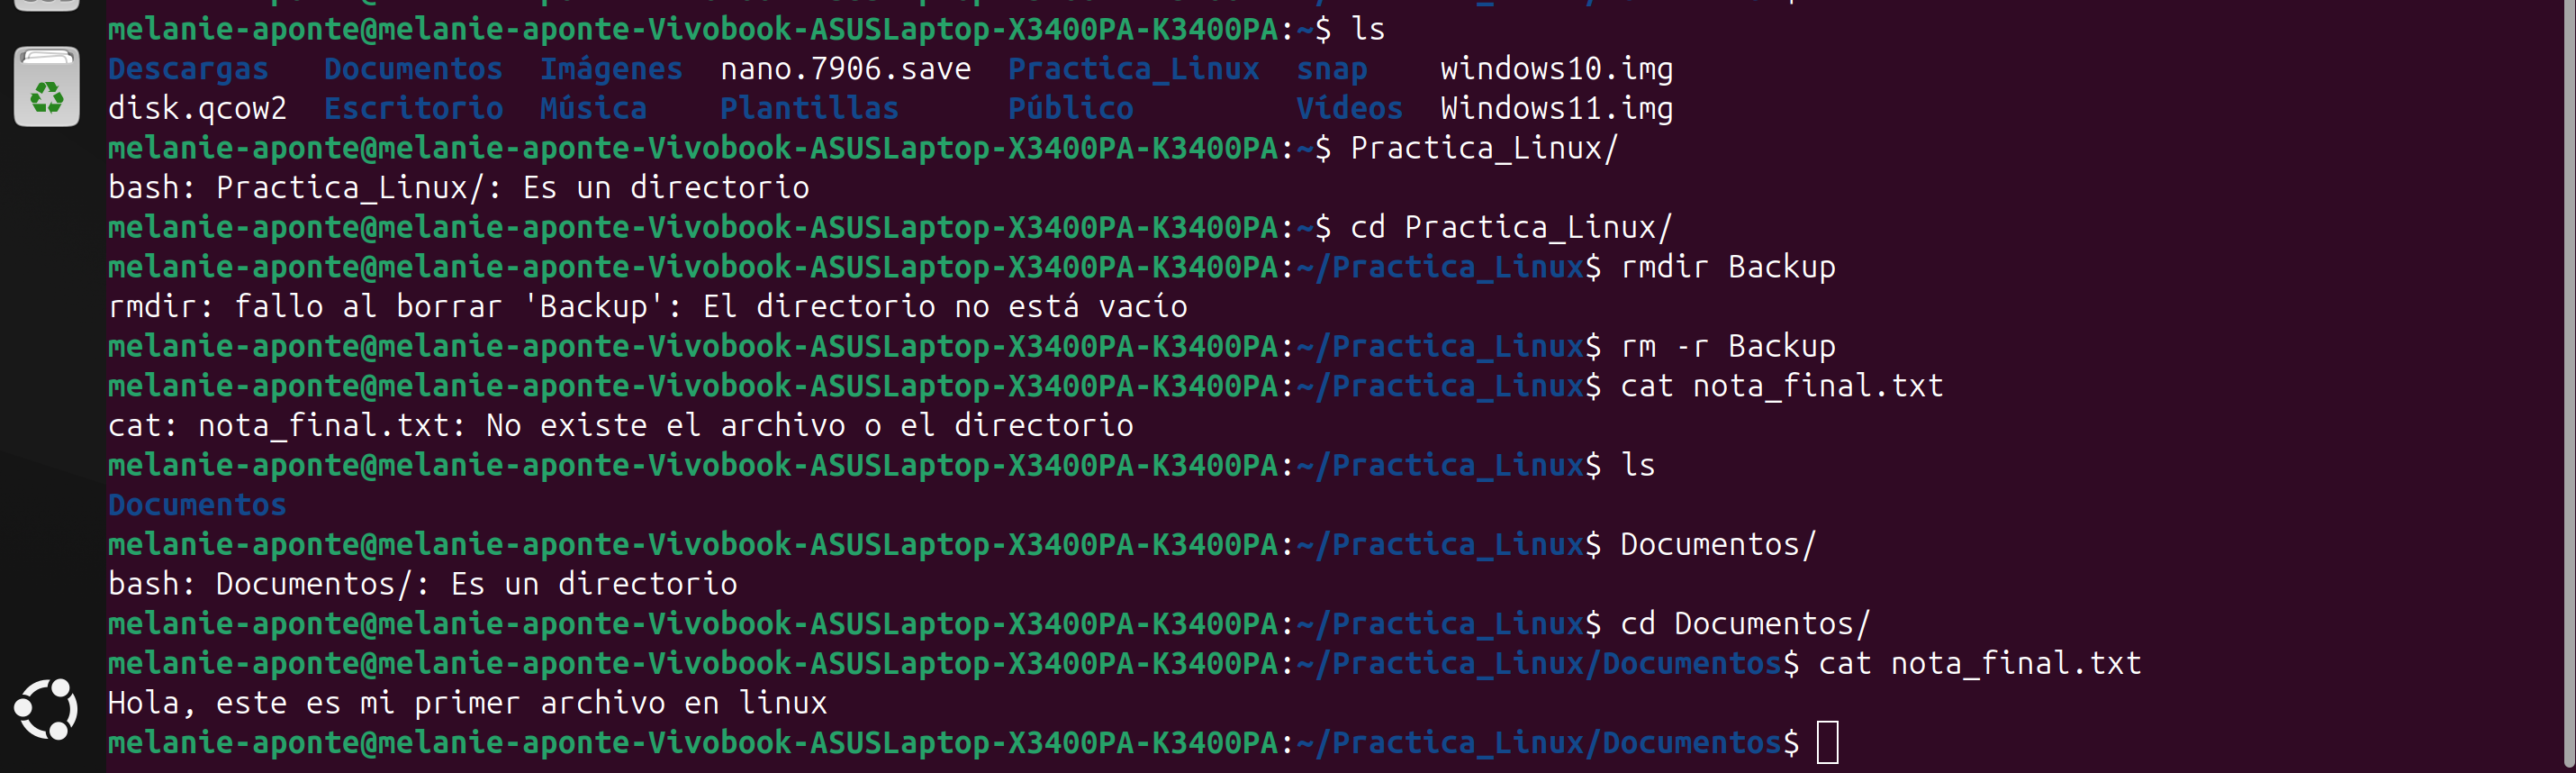 melanie-aponte@melanie-aponte-Vivobook-ASUSLaptop-X3400PA-K3400PA:~$ ls
Descargas Documentos Imágenes nano.7906.save Practica_Linux snap windows10.img
disk.qcow2 Escritorio Música Plantillas Público Vídeos Windows11.img
melanie-aponte@melanie-aponte-Vivobook-ASUSLaptop-X3400PA-K3400PA:~$ Practica_Linux/
bash: Practica_Linux/: Es un directorio
melanie-aponte@melanie-aponte-Vivobook-ASUSLaptop-X3400PA-K3400PA:~$ cd Practica_Linux/
melanie-aponte@melanie-aponte-Vivobook-ASUSLaptop-X3400PA-K3400PA:~/Practica_Linux$ rmdir Backup
rmdir: fallo al borrar 'Backup': El directorio no está vacío
melanie-aponte@melanie-aponte-Vivobook-ASUSLaptop-X3400PA-K3400PA:~/Practica_Linux$ rm -r Backup
melanie-aponte@melanie-aponte-Vivobook-ASUSLaptop-X3400PA-K3400PA:~/Practica_Linux$ cat nota_final.txt
cat: nota_final.txt: No existe el archivo o el directorio
melanie-aponte@melanie-aponte-Vivobook-ASUSLaptop-X3400PA-K3400PA:~/Practica_Linux$ ls
Documentos
melanie-aponte@melanie-aponte-Vivobook-ASUSLaptop-X3400PA-K3400PA:~/Practica_Linux$ Documentos/
bash: Documentos/: Es un directorio
melanie-aponte@melanie-aponte-Vivobook-ASUSLaptop-X3400PA-K3400PA:~/Practica_Linux$ cd Documentos/
melanie-aponte@melanie-aponte-Vivobook-ASUSLaptop-X3400PA-K3400PA:~/Practica_Linux/Documentos$ cat nota_final.txt
Hola, este es mi primer archivo en linux
melanie-aponte@melanie-aponte-Vivobook-ASUSLaptop-X3400PA-K3400PA:~/Practica_Linux/Documentos$